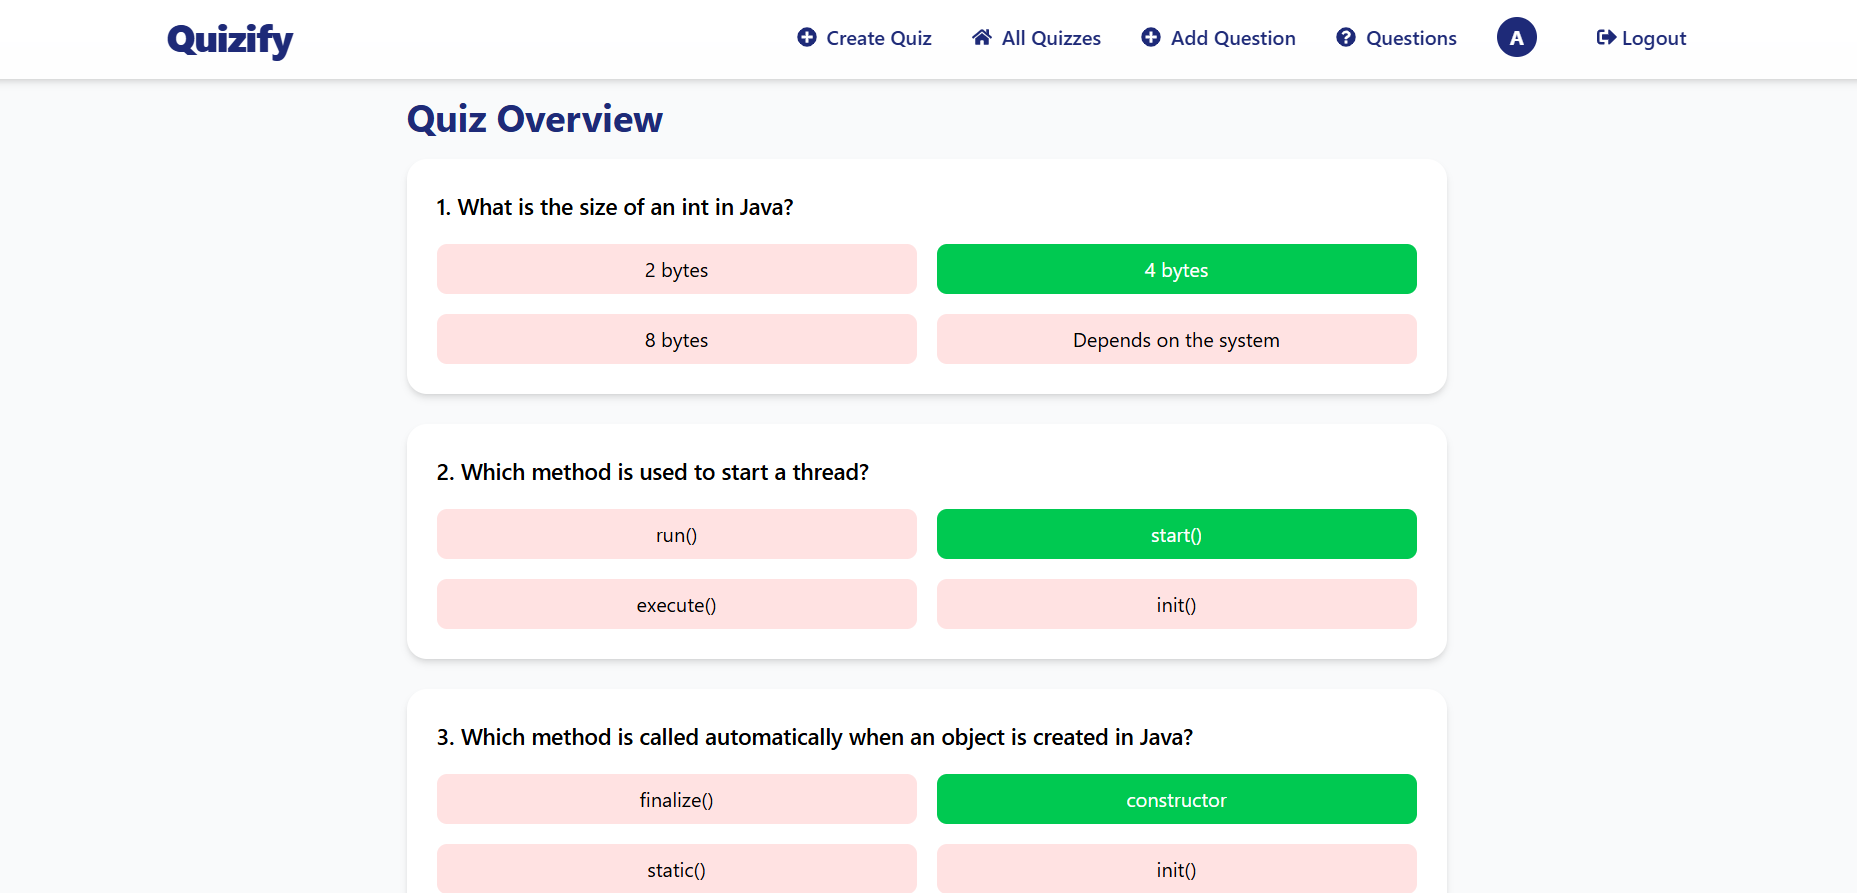 Quizify
Create Quiz
All Quizzes
Add Question
Questions
A
Logout
Quiz Overview
1. What is the size of an int in Java?
2 bytes
4 bytes
8 bytes
Depends on the system
2. Which method is used to start a thread?
run()
start()
execute()
init()
3. Which method is called automatically when an object is created in Java?
finalize()
constructor
static()
init()